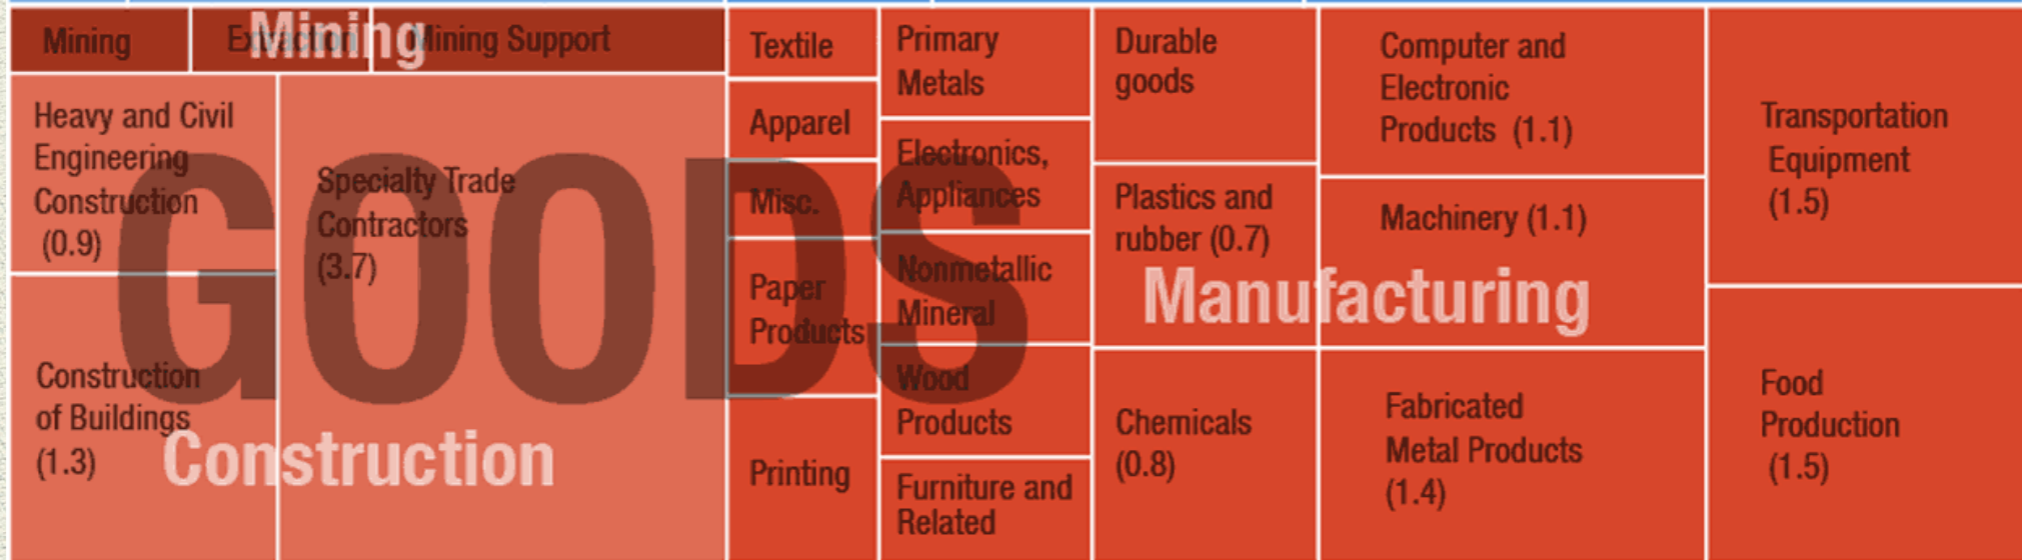 Mining
Extraction
Mining Support
Mining
Heavy and Civil
Engineering
Construction
(0.9)
Specialty Trade
Contractors
(3.7)
Construction
of Buildings
(1.3)
Construction
GOODS
Textile
Apparel
Misc.
Paper
Products
Printing
Primary
Metals
Electronics,
Appliances
Nonmetallic
Mineral
Wood
Products
Furniture and
Related
Durable
goods
Plastics and
rubber (0.7)
Chemicals
(0.8)
Manufacturing
Computer and
Electronic
Products (1.1)
Machinery (1.1)
Fabricated
Metal Products
(1.4)
Transportation
Equipment
(1.5)
Food
Production
(1.5)